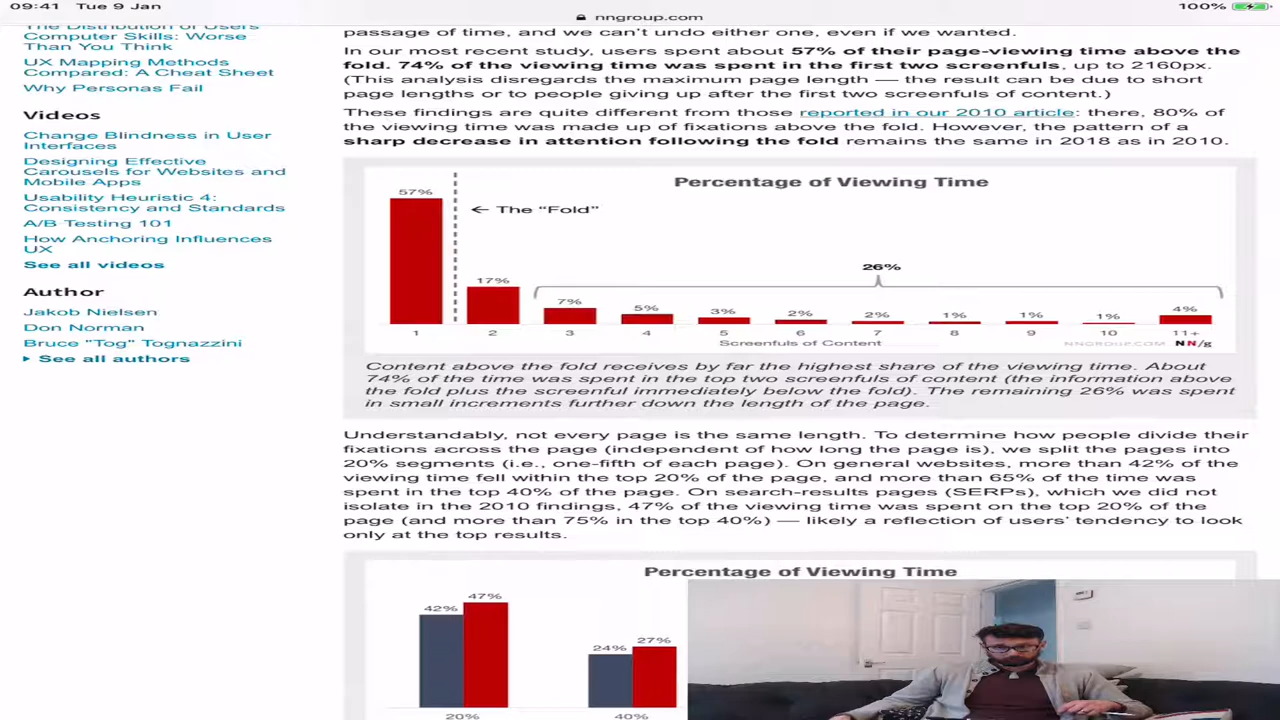 09:41 Tue 9 Jan
100%
nngroup.com
The Distribution of Users'
Computer Skills: Worse
Than You Think
UX Mapping Methods
Compared: A Cheat Sheet
Why Personas Fail
Videos
Change Blindness in User
Interfaces
Designing Effective
Carousels for Websites and
Mobile Apps
Usability Heuristic 4:
Consistency and Standards
A/B Testing 101
How Anchoring Influences
UX
See all videos
Author
Jakob Nielsen
Don Norman
Bruce "Tog" Tognazzini
See all authors
passage of time, and we can't undo either one, even if we wanted.
In our most recent study, users spent about 57% of their page-viewing time above the
fold. 74% of the viewing time was spent in the first two screenfuls, up to 2160px.
(This analysis disregards the maximum page length — the result can be due to short
page lengths or to people giving up after the first two screenfuls of content.)
These findings are quite different from those reported in our 2010 article: there, 80% of
the viewing time was made up of fixations above the fold. However, the pattern of a
sharp decrease in attention following the fold remains the same in 2018 as in 2010.
Percentage of Viewing Time
← The "Fold"
57%
17%
26%
7%
5%
3%
2%
2%
1%
1%
1%
4%
1 2 3 4 5 6 7 8 9 10 11+
Screenfuls of Content
NNGROUP.COM NN/g
Content above the fold receives by far the highest share of the viewing time. About
74% of the time was spent in the top two screenfuls of content (the information above
the fold plus the screenful immediately below the fold). The remaining 26% was spent
in small increments further down the length of the page.
Understandably, not every page is the same length. To determine how people divide their
fixations across the page (independent of how long the page is), we split the pages into
20% segments (i.e., one-fifth of each page). On general websites, more than 42% of the
viewing time fell within the top 20% of the page, and more than 65% of the time was
spent in the top 40% of the page. On search-results pages (SERPs), which we did not
isolate in the 2010 findings, 47% of the viewing time was spent on the top 20% of the
page (and more than 75% in the top 40%) — likely a reflection of users' tendency to look
only at the top results.
Percentage of Viewing Time
42%
47%
24%
27%
20% 40%